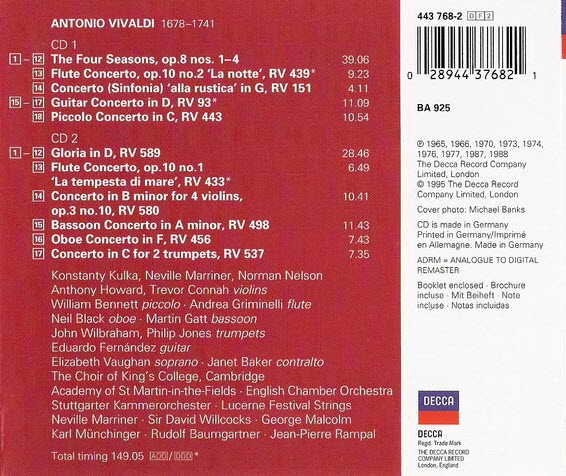 ANTONIO VIVALDI 1678–1741
CD 1
1 – 12 The Four Seasons, op.8 nos. 1–4 39.06
13 Flute Concerto, op.10 no.2 ‘La notte’, RV 439* 9.23
14 Concerto (Sinfonia) ‘alla rustica’ in G, RV 151 4.11
15 – 17 Guitar Concerto in D, RV 93* 11.09
18 Piccolo Concerto in C, RV 443 10.54
CD 2
1 – 12 Gloria in D, RV 589 28.46
13 Flute Concerto, op.10 no.1 6.49
‘La tempesta di mare’, RV 433*
14 Concerto in B minor for 4 violins, 10.41
op.3 no.10, RV 580
15 Bassoon Concerto in A minor, RV 498 11.43
16 Oboe Concerto in F, RV 456 7.43
17 Concerto in C for 2 trumpets, RV 537 7.35
Konstanty Kulka, Neville Marriner, Norman Nelson
Anthony Howard, Trevor Connah violins
William Bennett piccolo · Andrea Griminelli flute
Neil Black oboe · Martin Gatt bassoon
John Wilbraham, Philip Jones trumpets
Eduardo Fernández guitar
Elizabeth Vaughan soprano · Janet Baker contralto
The Choir of King's College, Cambridge
Academy of St Martin-in-the-Fields · English Chamber Orchestra
Stuttgarter Kammerorchester · Lucerne Festival Strings
Neville Marriner · Sir David Willcocks · George Malcolm
Karl Münchinger · Rudolf Baumgartner · Jean-Pierre Rampal
Total timing 149.05 ADD/DDD*
443 768-2 DF2
0 28944 37682 1
BA 925
℗ 1965, 1966, 1970, 1973, 1974,
1976, 1977, 1987, 1988
The Decca Record Company
Limited, London
© 1995 The Decca Record
Company Limited, London
Cover photo: Michael Banks
CD is made in Germany
Printed in Germany/Imprimé
en Allemagne. Made in Germany
ADRM = ANALOGUE TO DIGITAL
REMASTER
Booklet enclosed · Brochure
incluse · Mit Beiheft · Note
incluse · Notas incluidas
DECCA
DECCA
Regd. Trade Mark
THE DECCA RECORD
COMPANY LIMITED
London, England